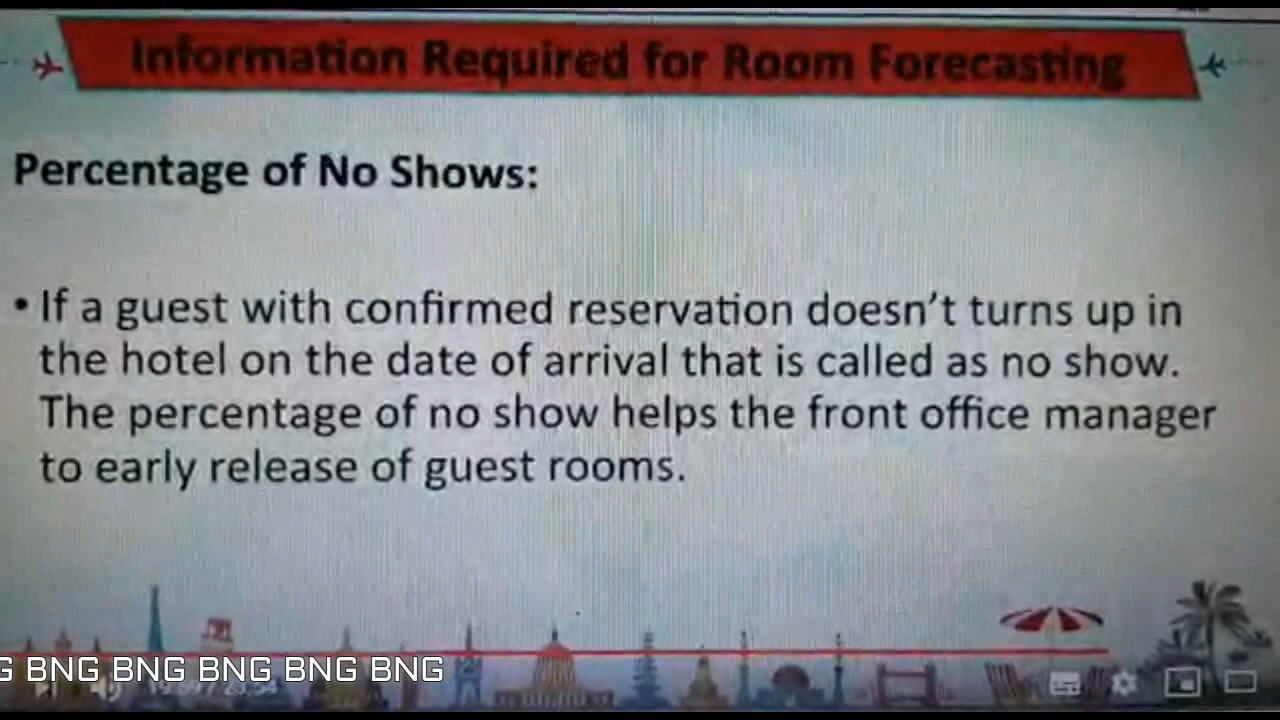 Information Required for Room Forecasting
Percentage of No Shows:
• If a guest with confirmed reservation doesn't turns up in
the hotel on the date of arrival that is called as no show.
The percentage of no show helps the front office manager
to early release of guest rooms.
G BNG BNG BNG BNG BNG